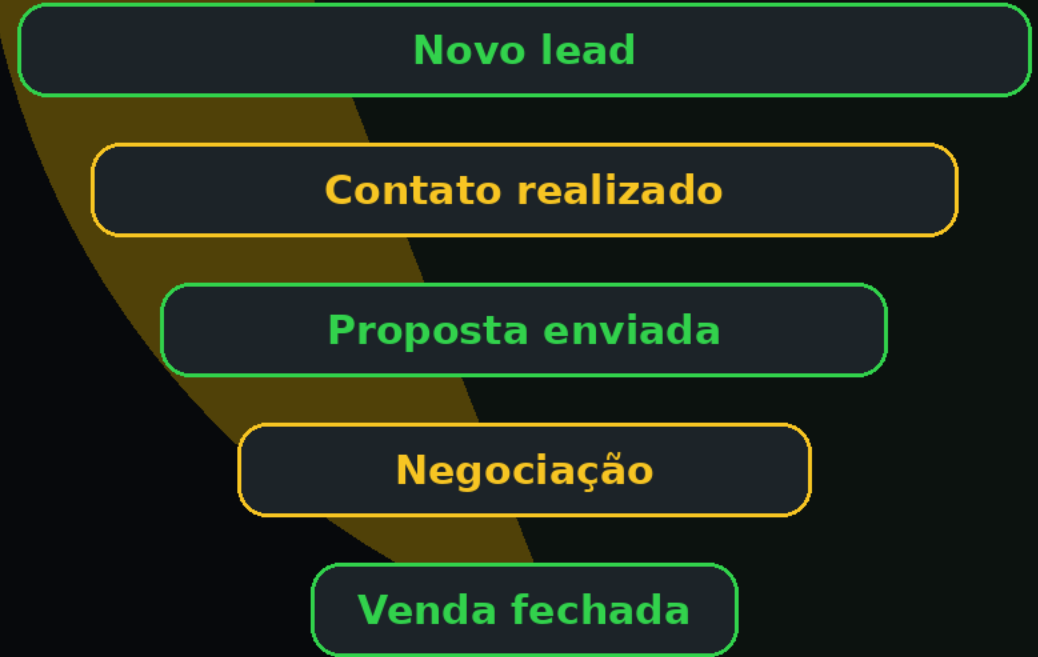 Novo lead
Contato realizado
Proposta enviada
Negociação
Venda fechada